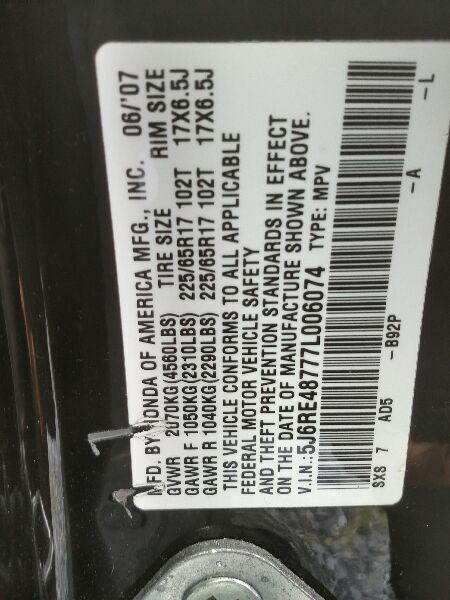 MFD. BY HONDA OF AMERICA MFG., INC. 06/'07
GVWR 2070KG(4560LBS) TIRE SIZE RIM SIZE
GAWR F 1050KG(2310LBS) 225/65R17 102T 17X6.5J
GAWR R 1040KG(2290LBS) 225/65R17 102T 17X6.5J
THIS VEHICLE CONFORMS TO ALL APPLICABLE
FEDERAL MOTOR VEHICLE SAFETY
AND THEFT PREVENTION STANDARDS IN EFFECT
ON THE DATE OF MANUFACTURE SHOWN ABOVE.
V.I.N.:5J6RE48777L006074 TYPE: MPV
SX8 7 AD5 -B92P -A -L